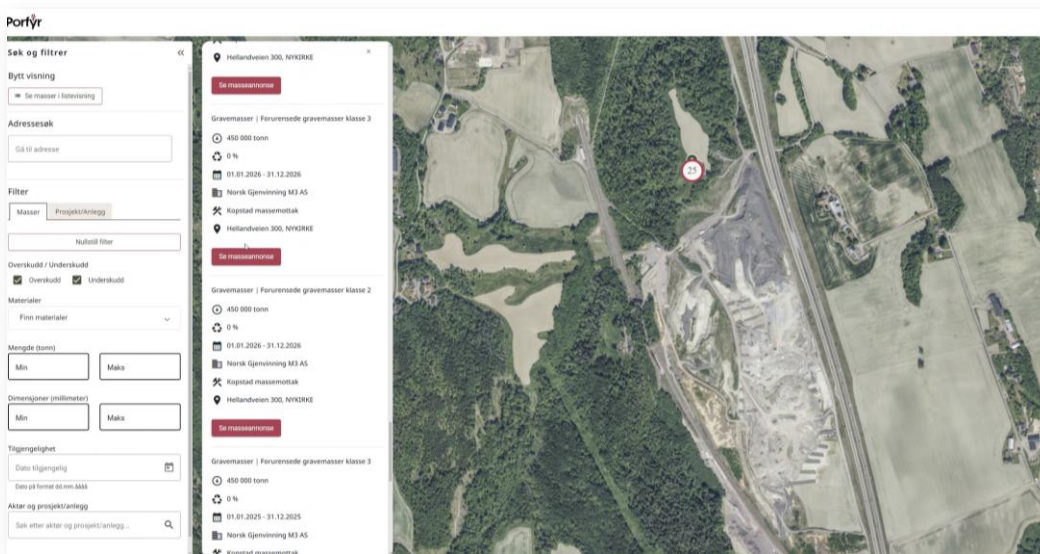 Porfyr
Søk og filtrer
Bytt visning
Se masser i listevisning
Adressesøk
Gå til adresse
Filter
Masser
Prosjekt/Anlegg
Nullstill filter
Overskudd / Underskudd
Overskudd
Underskudd
Materialer
Finn materialer
Mengde (tonn)
Min
Maks
Dimensjoner (millimeter)
Min
Maks
Tilgjengelighet
Dato tilgjengelig
Dato på format dd.mm.åååå
Aktør og prosjekt/anlegg
Søk etter aktør og prosjekt/anlegg...
Hellandveien 300, NYKIRKE
Se masseannonse
Gravemasser | Forurensede gravemasser klasse 3
450 000 tonn
0 %
01.01.2026 - 31.12.2026
Norsk Gjenvinning M3 AS
Kopstad massemottak
Hellandveien 300, NYKIRKE
Se masseannonse
Gravemasser | Forurensede gravemasser klasse 2
450 000 tonn
0 %
01.01.2026 - 31.12.2026
Norsk Gjenvinning M3 AS
Kopstad massemottak
Hellandveien 300, NYKIRKE
Se masseannonse
Gravemasser | Forurensede gravemasser klasse 3
450 000 tonn
0 %
01.01.2025 - 31.12.2025
Norsk Gjenvinning M3 AS
Kopstad massemottak
25